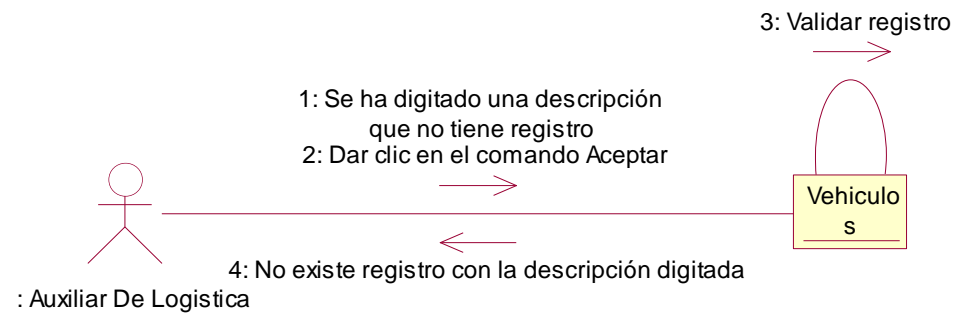 3: Validar registro
1: Se ha digitado una descripción
que no tiene registro
2: Dar clic en el comando Aceptar
Vehiculo
s
4: No existe registro con la descripción digitada
: Auxiliar De Logistica